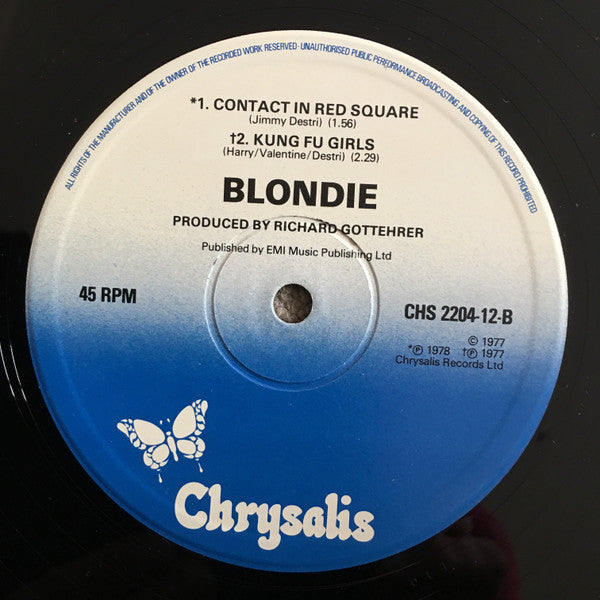 ALL RIGHTS OF THE MANUFACTURER AND OF THE OWNER OF THE RECORDED WORK RESERVED · UNAUTHORISED PUBLIC PERFORMANCE BROADCASTING AND COPYING OF THIS RECORD PROHIBITED
*1. CONTACT IN RED SQUARE
(Jimmy Destri) (1.56)
†2. KUNG FU GIRLS
(Harry/Valentine/Destri) (2.29)
BLONDIE
PRODUCED BY RICHARD GOTTEHRER
Published by EMI Music Publishing Ltd
45 RPM
CHS 2204-12-B
© 1977
*℗ 1978 †℗ 1977
Chrysalis Records Ltd
Chrysalis